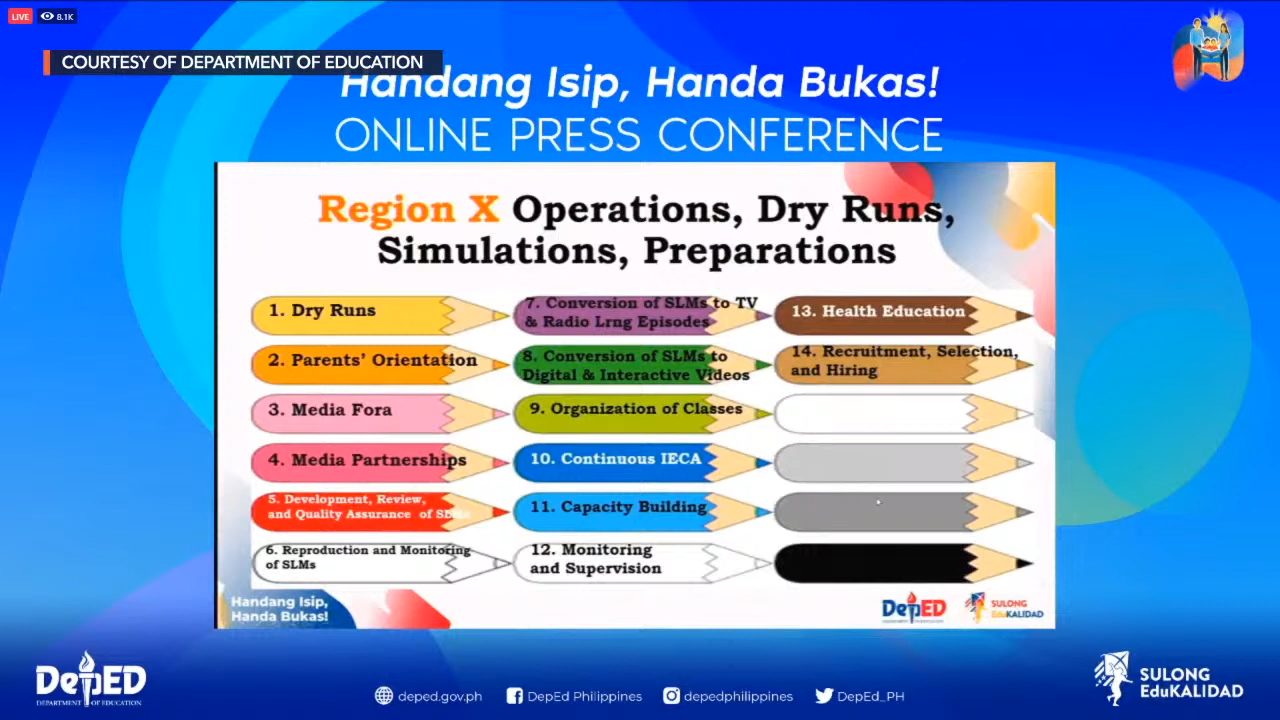 LIVE 8.1K
COURTESY OF DEPARTMENT OF EDUCATION
Handang Isip, Handa Bukas!
ONLINE PRESS CONFERENCE
Region X Operations, Dry Runs,
Simulations, Preparations
1. Dry Runs
2. Parents' Orientation
3. Media Fora
4. Media Partnerships
5. Development, Review,
and Quality Assurance of SLMs
6. Reproduction and Monitoring
of SLMs
7. Conversion of SLMs to TV
& Radio Lrng Episodes
8. Conversion of SLMs to
Digital & Interactive Videos
9. Organization of Classes
10. Continuous IECA
11. Capacity Building
12. Monitoring
and Supervision
13. Health Education
14. Recruitment, Selection,
and Hiring
Handang Isip,
Handa Bukas!
DepED
SULONG
EduKALIDAD
DepED
DEPARTMENT OF EDUCATION
deped.gov.ph
DepEd Philippines
depedphilippines
DepEd_PH
SULONG
EduKALIDAD